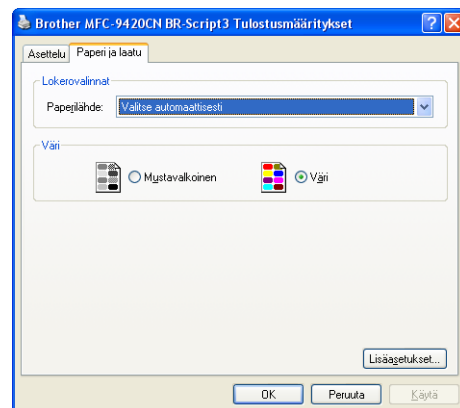 Brother MFC-9420CN BR-Script3 Tulostusmääritykset
Asettelu Paperi ja laatu
Lokerovalinnat
Paperilähde: Valitse automaattisesti
Väri
Mustavalkoinen Väri
Lisäasetukset...
OK Peruuta Käytä